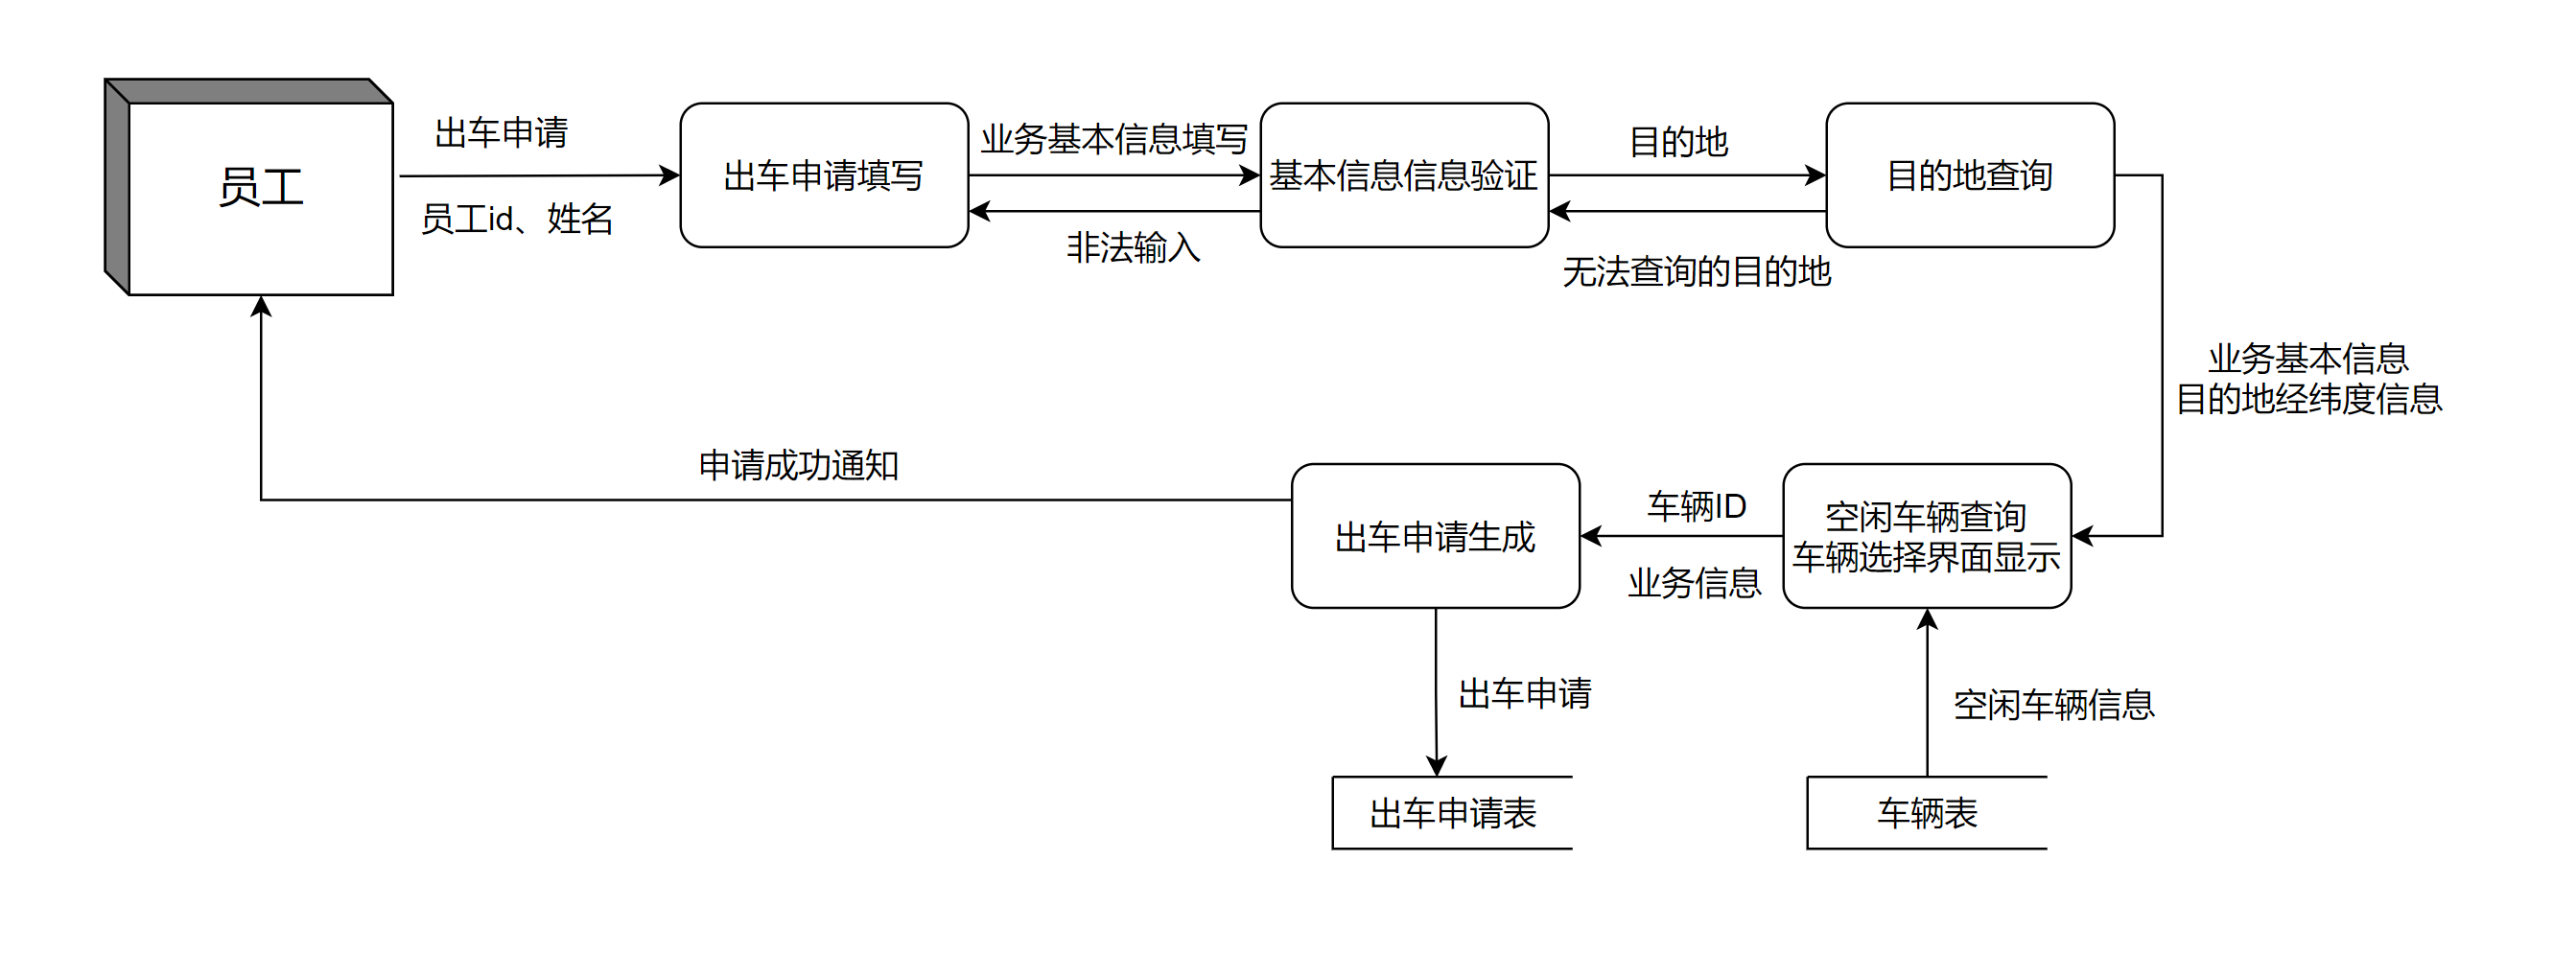 出车申请
员工
员工id、姓名
出车申请填写
业务基本信息填写
非法输入
基本信息信息验证
目的地
无法查询的目的地
目的地查询
业务基本信息
目的地经纬度信息
申请成功通知
出车申请生成
车辆ID
业务信息
空闲车辆查询
车辆选择界面显示
出车申请
空闲车辆信息
出车申请表
车辆表